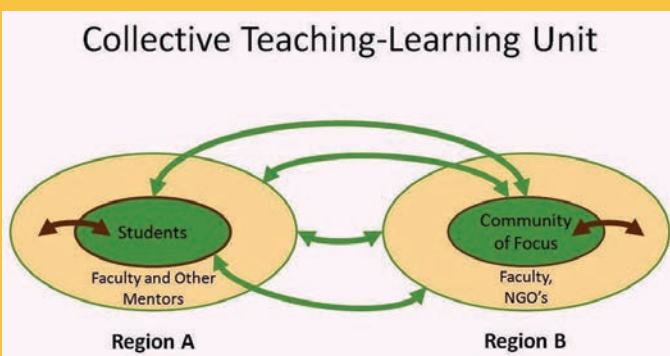 Collective Teaching-Learning Unit
Students
Faculty and Other
Mentors
Region A
Community
of Focus
Faculty,
NGO's
Region B